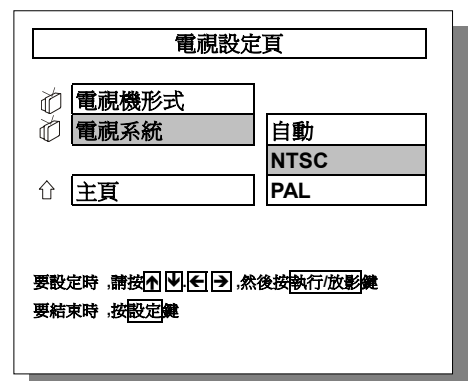 電視設定頁
電視機形式
電視系統 自動
NTSC
主頁 PAL
要設定時 ,請按↑↓.←→ ,然後按執行/放影鍵
要結束時 ,按設定鍵